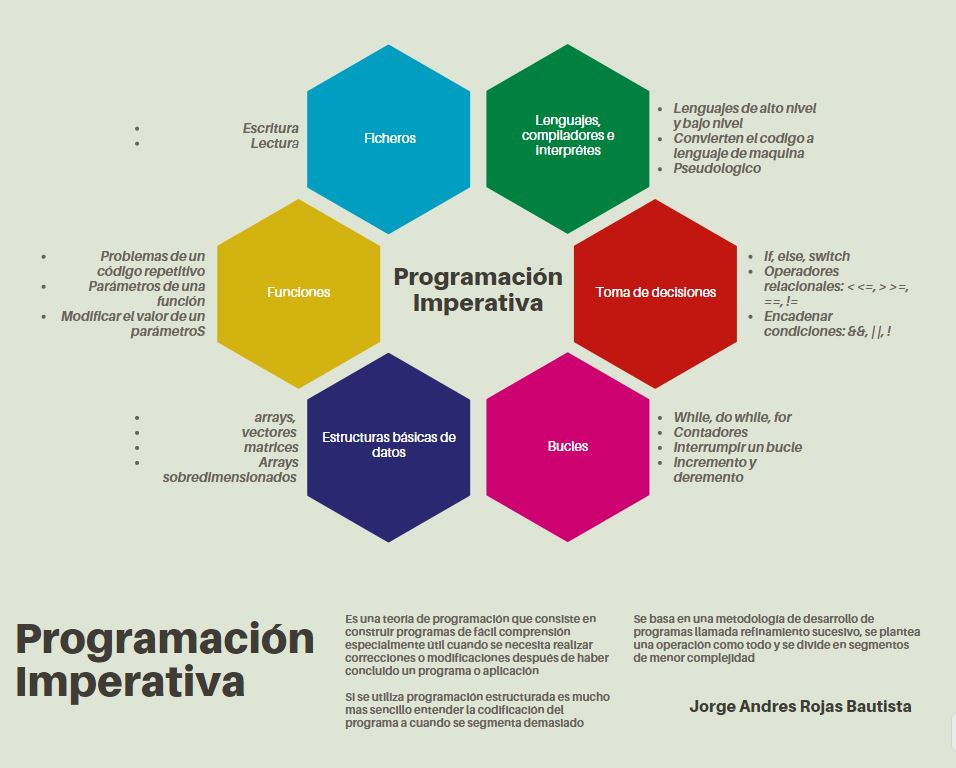 Ficheros
Escritura
Lectura
Lenguajes,
compiladores e
interprétes
Lenguajes de alto nivel
y bajo nivel
Convierten el codigo a
lenguaje de maquina
Pseudologico
Funciones
Problemas de un
código repetitivo
Parámetros de una
función
Modificar el valor de un
parámetroS
Programación
Imperativa
Toma de decisiones
If, else, switch
Operadores
relacionales: < <=, > >=,
==, !=
Encadenar
condiciones: &&, ||, !
Estructuras básicas de
datos
arrays,
vectores
matrices
Arrays
sobredimensionados
Bucles
While, do while, for
Contadores
Interrumpir un bucle
Incremento y
deremento
Programación
Imperativa
Es una teoría de programación que consiste en
construir programas de fácil comprensión
especialmente útil cuando se necesita realizar
correcciones o modificaciones después de haber
concluido un programa o aplicación
Si se utiliza programación estructurada es mucho
mas sencillo entender la codificación del
programa a cuando se segmenta demasiado
Se basa en una metodología de desarrollo de
programas llamada refinamiento sucesivo, se plantea
una operación como todo y se divide en segmentos
de menor complejidad
Jorge Andres Rojas Bautista